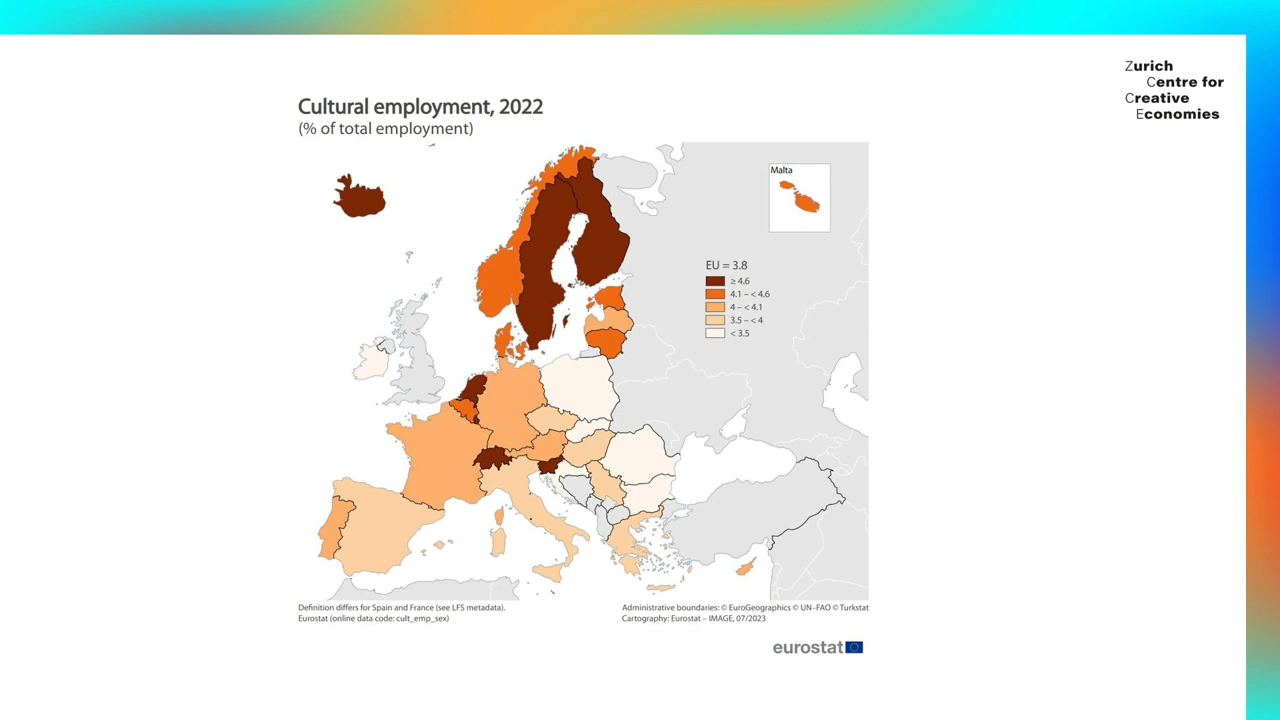 Zurich
Centre for
Creative
Economies
Cultural employment, 2022
(% of total employment)
Malta
EU = 3.8
≥ 4.6
4.1 – < 4.6
4 – < 4.1
3.5 – < 4
< 3.5
Definition differs for Spain and France (see LFS metadata).
Eurostat (online data code: cult_emp_sex)
Administrative boundaries: © EuroGeographics © UN–FAO © Turkstat
Cartography: Eurostat – IMAGE, 07/2023
eurostat